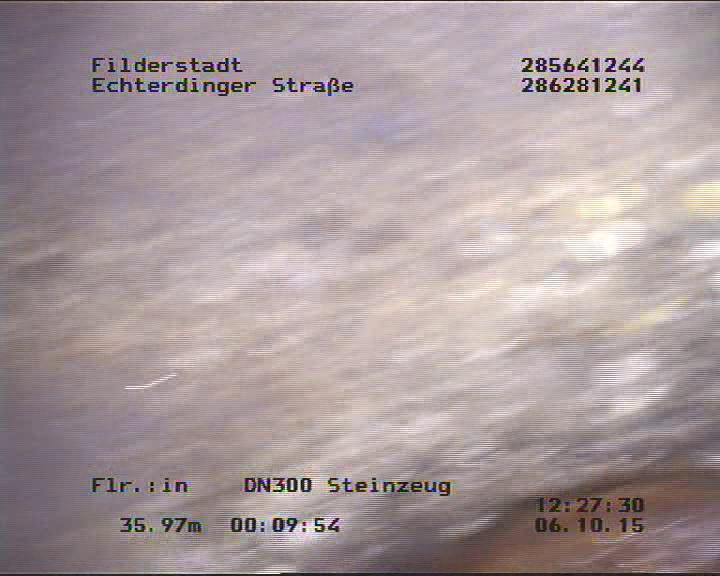 Filderstadt 285641244
Echterdinger Straße 286281241
Flr.:in DN300 Steinzeug
12:27:30
35.97m 00:09:54 06.10.15